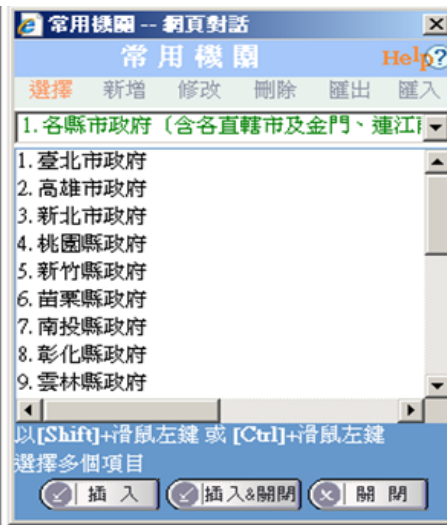 常用機關 -- 網頁對話
常用機關
Help?
選擇 新增 修改 刪除 匯出 匯入
1.各縣市政府（含各直轄市及金門、連江
1.臺北市政府
2.高雄市政府
3.新北市政府
4.桃園縣政府
5.新竹縣政府
6.苗栗縣政府
7.南投縣政府
8.彰化縣政府
9.雲林縣政府
以[Shift]+滑鼠左鍵 或 [Ctrl]+滑鼠左鍵
選擇多個項目
插 入 插入&關閉 關 閉